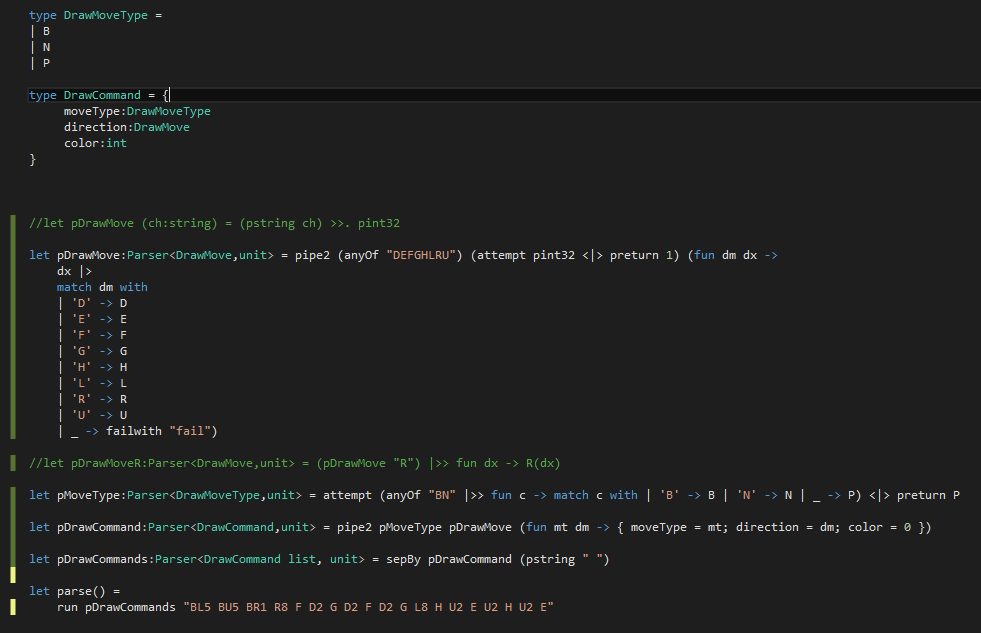 type DrawMoveType =
| B
| N
| P
type DrawCommand = {
moveType:DrawMoveType
direction:DrawMove
color:int
}
//let pDrawMove (ch:string) = (pstring ch) >>. pint32
let pDrawMove:Parser<DrawMove,unit> = pipe2 (anyOf "DEFGHLRU") (attempt pint32 <|> preturn 1) (fun dm dx ->
dx |>
match dm with
| 'D' -> D
| 'E' -> E
| 'F' -> F
| 'G' -> G
| 'H' -> H
| 'L' -> L
| 'R' -> R
| 'U' -> U
| _ -> failwith "fail")
//let pDrawMoveR:Parser<DrawMove,unit> = (pDrawMove "R") |>> fun dx -> R(dx)
let pMoveType:Parser<DrawMoveType,unit> = attempt (anyOf "BN" |>> fun c -> match c with | 'B' -> B | 'N' -> N | _ -> P) <|> preturn P
let pDrawCommand:Parser<DrawCommand,unit> = pipe2 pMoveType pDrawMove (fun mt dm -> { moveType = mt; direction = dm; color = 0 })
let pDrawCommands:Parser<DrawCommand list, unit> = sepBy pDrawCommand (pstring " ")
let parse() =
run pDrawCommands "BL5 BU5 BR1 R8 F D2 G D2 F D2 G L8 H U2 E U2 H U2 E"